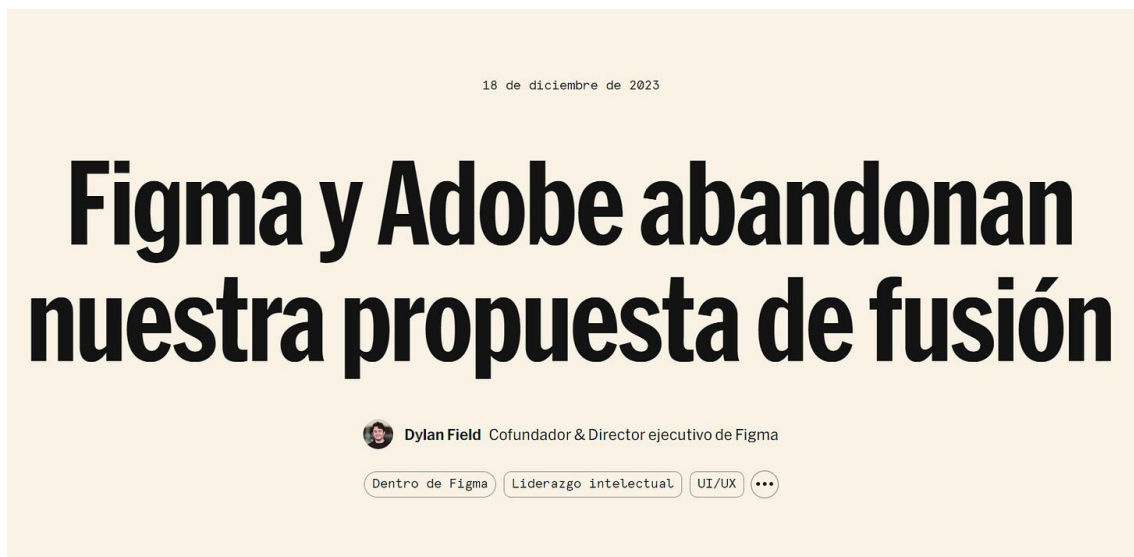 18 de diciembre de 2023
Figma y Adobe abandonan
nuestra propuesta de fusión
Dylan Field Cofundador & Director ejecutivo de Figma
Dentro de Figma Liderazgo intelectual UI/UX